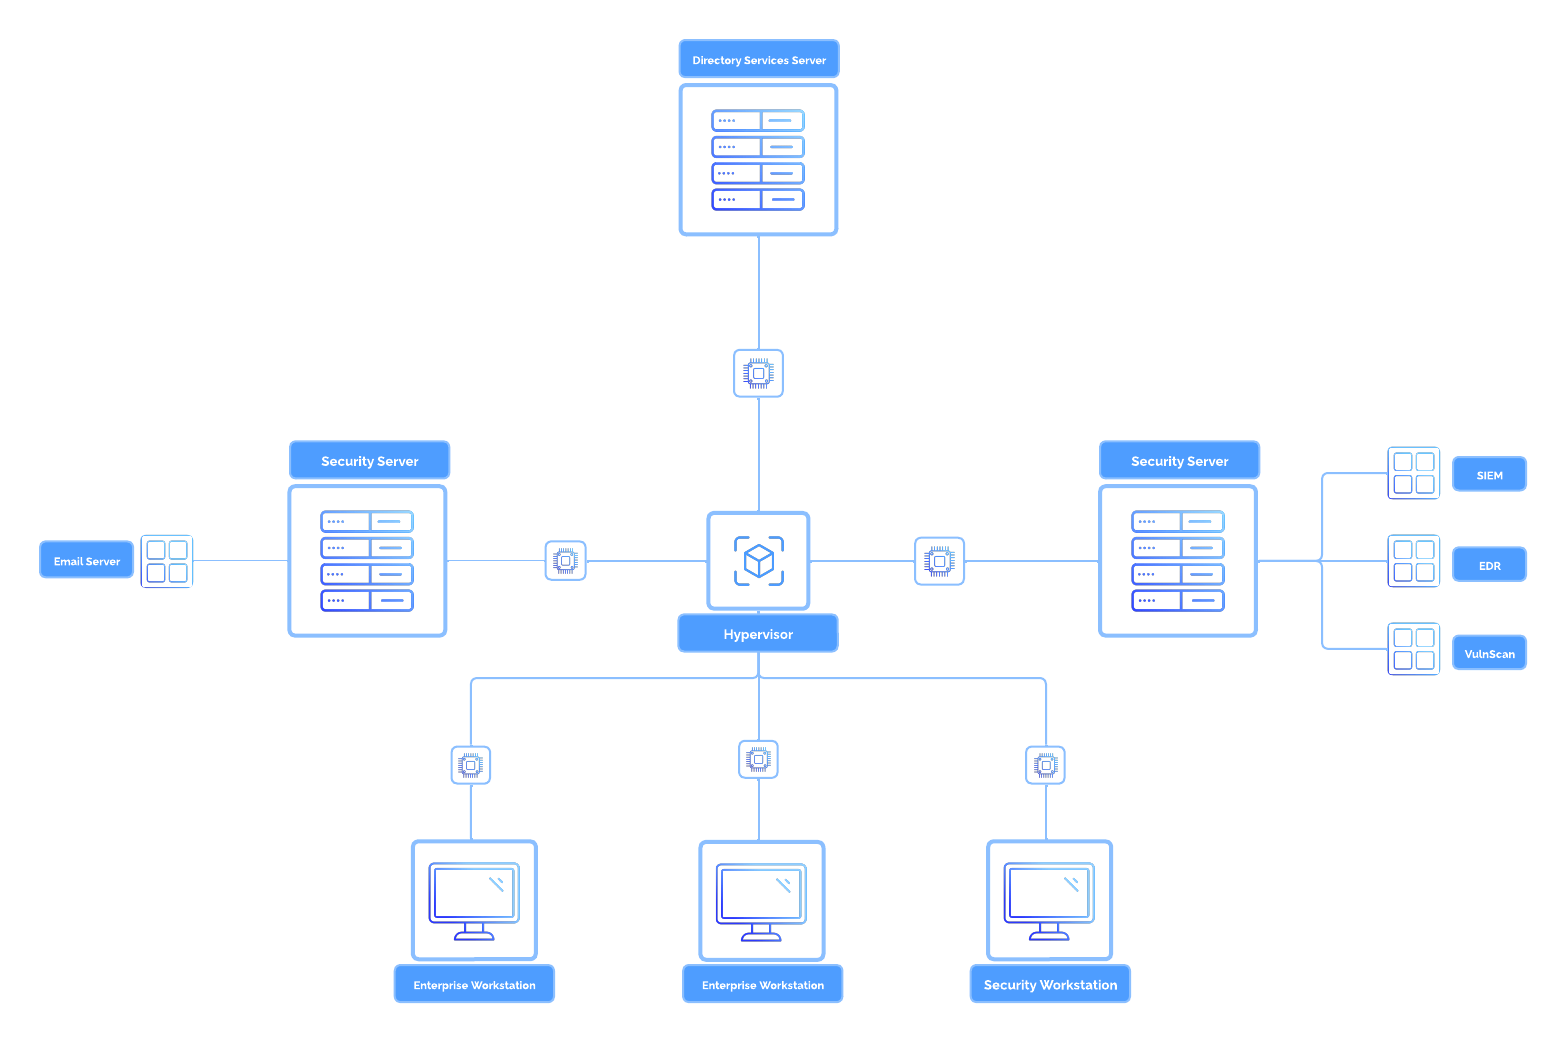 Directory Services Server
Security Server
Security Server
SIEM
Email Server
EDR
Hypervisor
VulnScan
Enterprise Workstation
Enterprise Workstation
Security Workstation